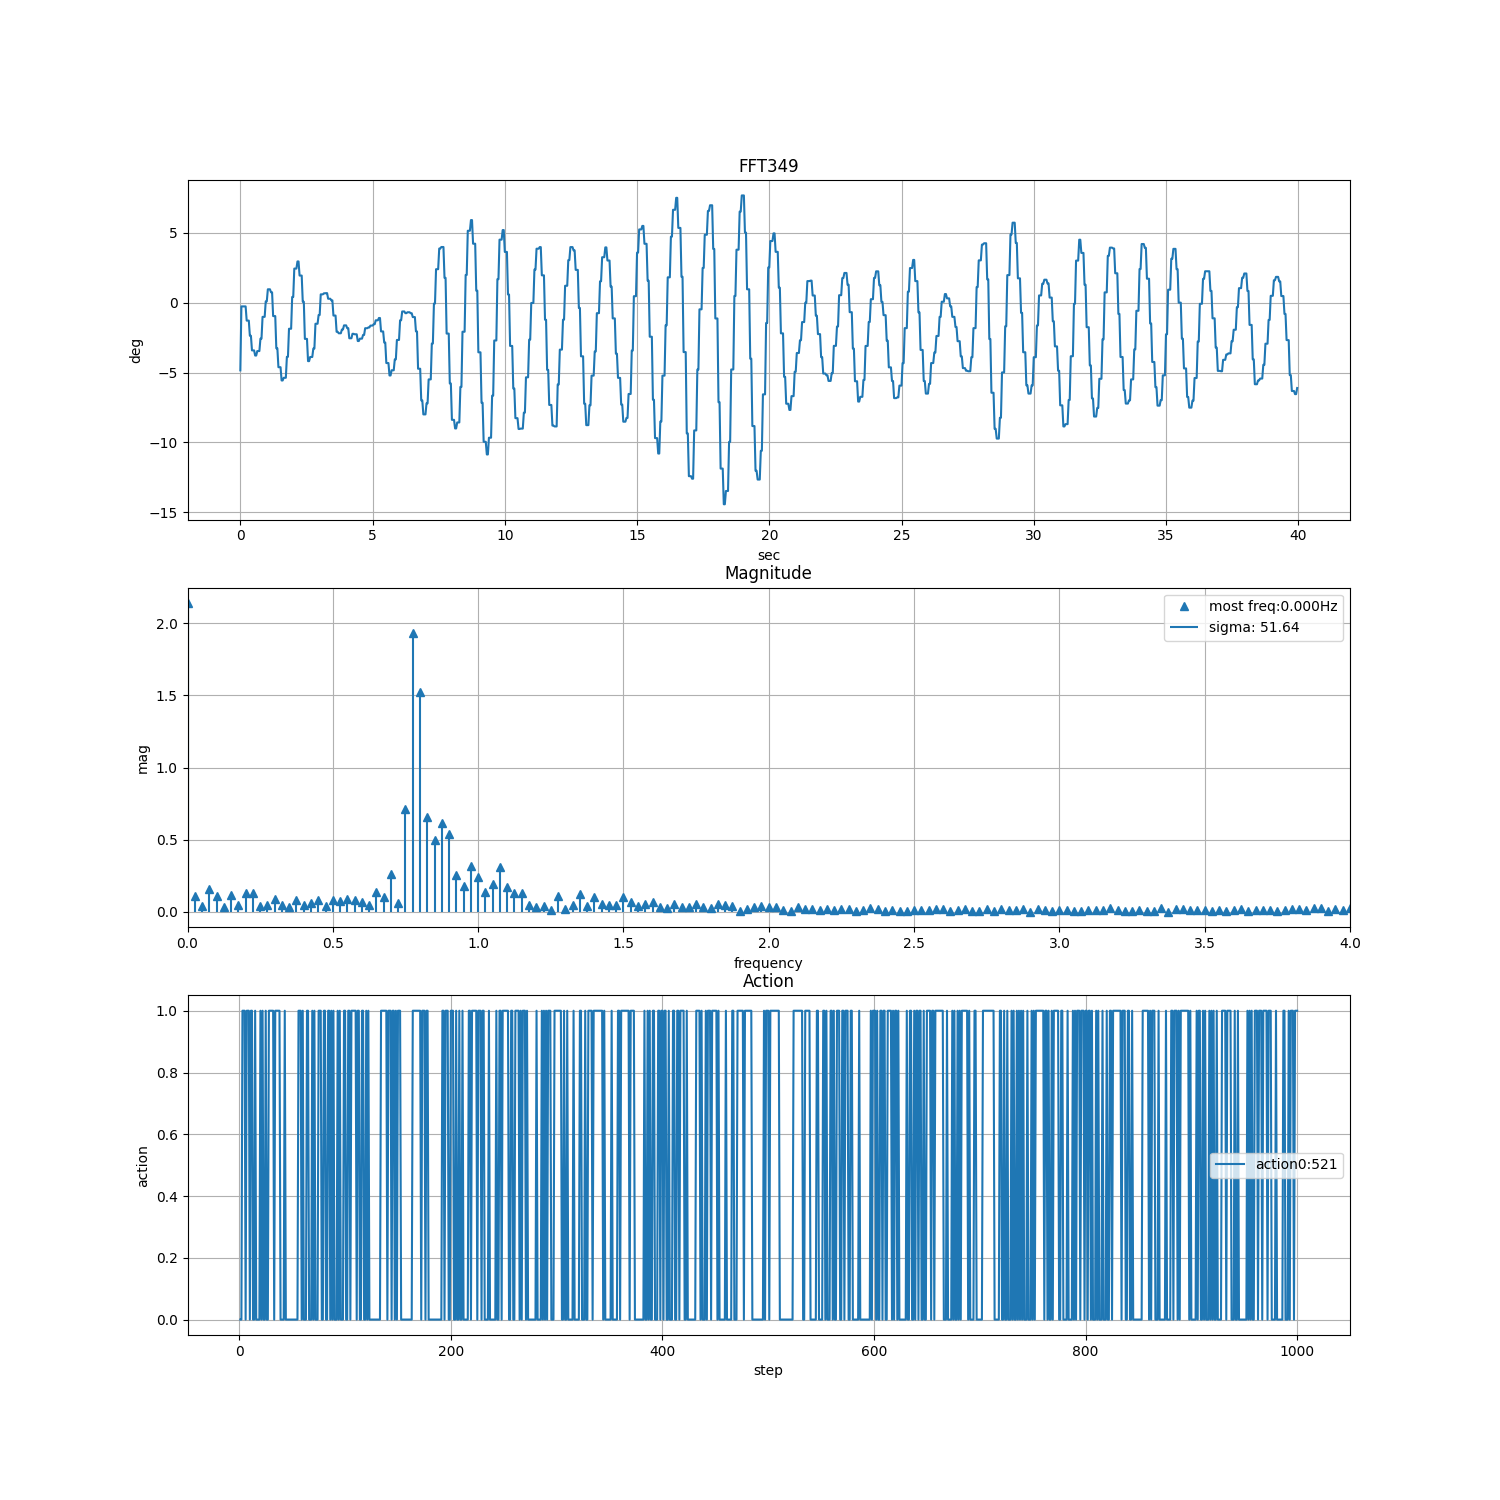 FFT349
5
0
−5
−10
−15
deg
0 5 10 15 20 25 30 35 40
sec
Magnitude
most freq:0.000Hz
sigma: 51.64
2.0
1.5
1.0
0.5
0.0
mag
0.0 0.5 1.0 1.5 2.0 2.5 3.0 3.5 4.0
frequency
Action
1.0
0.8
0.6
0.4
0.2
0.0
action
action0:521
0 200 400 600 800 1000
step